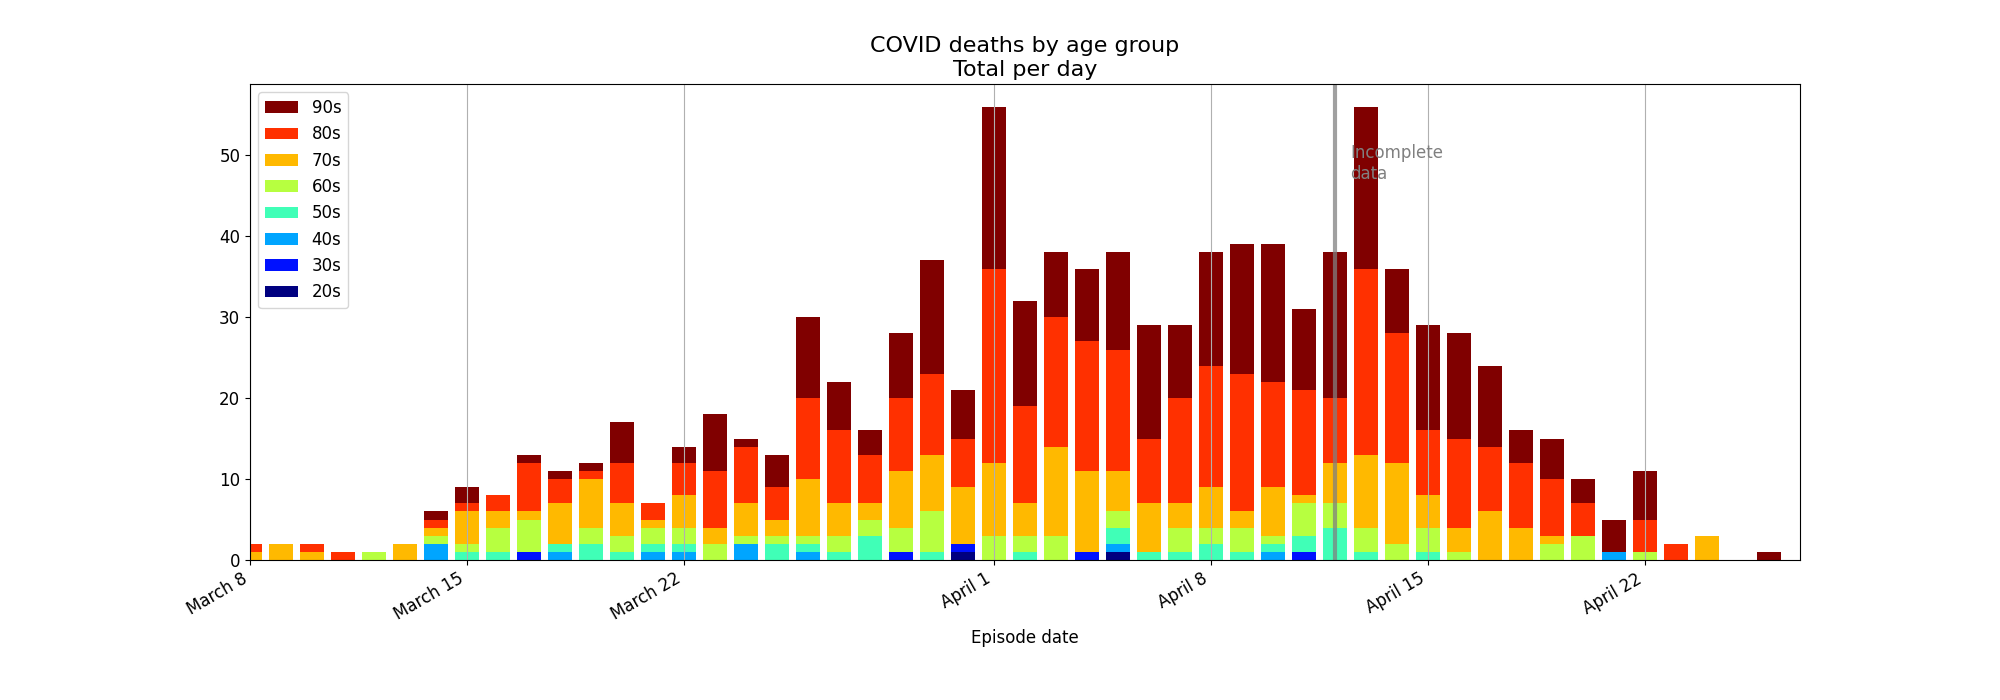 COVID deaths by age group
Total per day
90s
80s
70s
60s
50s
40s
30s
20s
Incomplete
data
50
40
30
20
10
0
March 8
March 15
March 22
April 1
April 8
April 15
April 22
Episode date